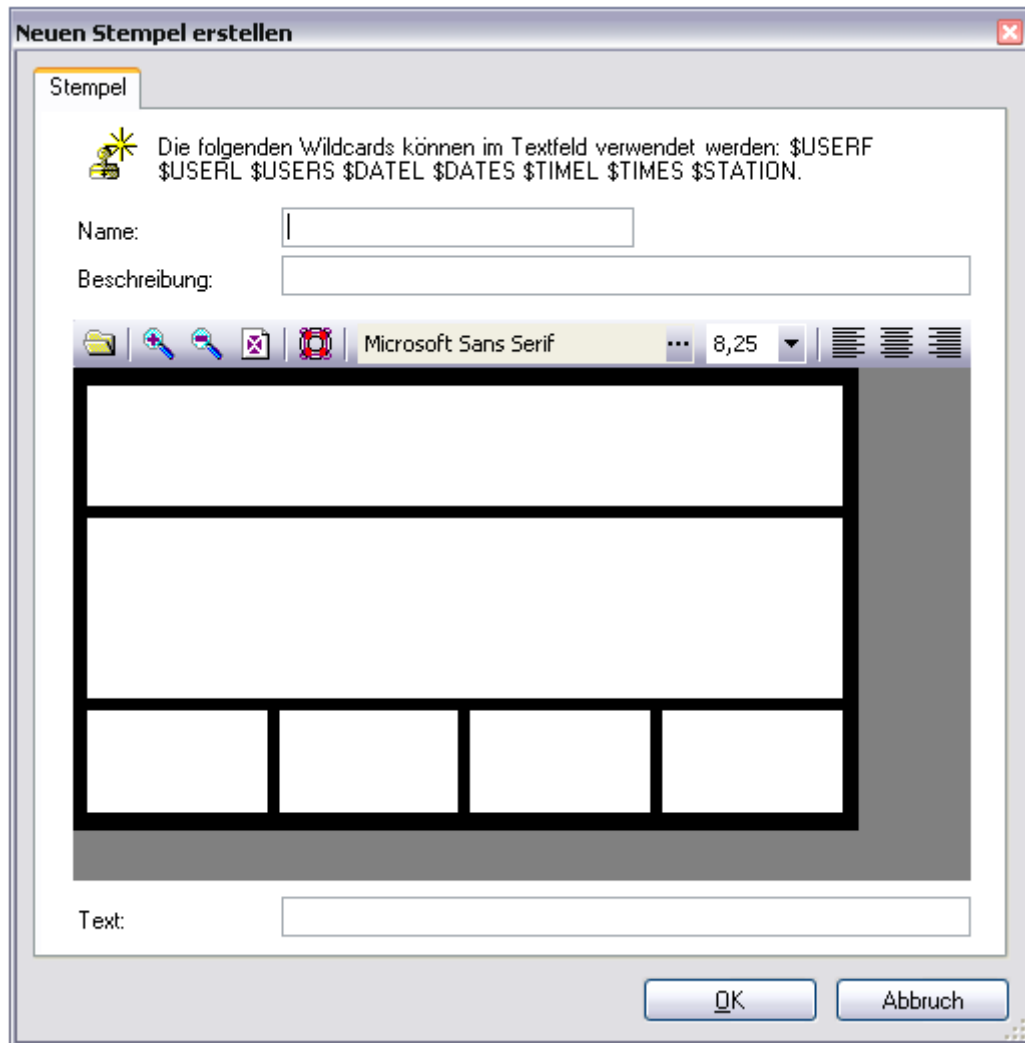 Neuen Stempel erstellen
Stempel
Die folgenden Wildcards können im Textfeld verwendet werden: $USERF
$USERL $USERS $DATEL $DATES $TIMEL $TIMES $STATION.
Name:
Beschreibung:
Microsoft Sans Serif ... 8,25
Text:
OK Abbruch